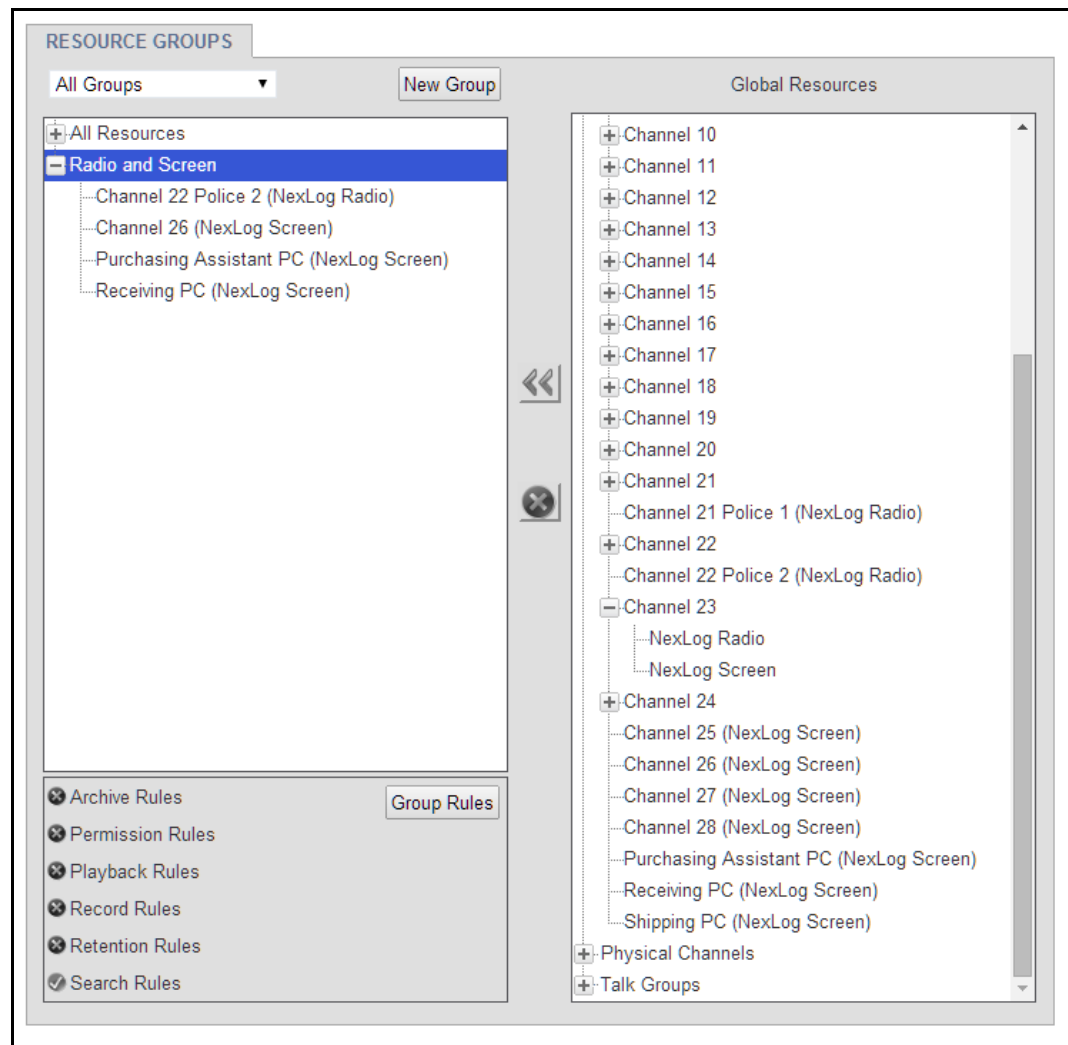 RESOURCE GROUPS
All Groups
New Group
Global Resources
All Resources
Radio and Screen
Channel 22 Police 2 (NexLog Radio)
Channel 26 (NexLog Screen)
Purchasing Assistant PC (NexLog Screen)
Receiving PC (NexLog Screen)
Archive Rules
Group Rules
Permission Rules
Playback Rules
Record Rules
Retention Rules
Search Rules
Channel 10
Channel 11
Channel 12
Channel 13
Channel 14
Channel 15
Channel 16
Channel 17
Channel 18
Channel 19
Channel 20
Channel 21
Channel 21 Police 1 (NexLog Radio)
Channel 22
Channel 22 Police 2 (NexLog Radio)
Channel 23
NexLog Radio
NexLog Screen
Channel 24
Channel 25 (NexLog Screen)
Channel 26 (NexLog Screen)
Channel 27 (NexLog Screen)
Channel 28 (NexLog Screen)
Purchasing Assistant PC (NexLog Screen)
Receiving PC (NexLog Screen)
Shipping PC (NexLog Screen)
Physical Channels
Talk Groups